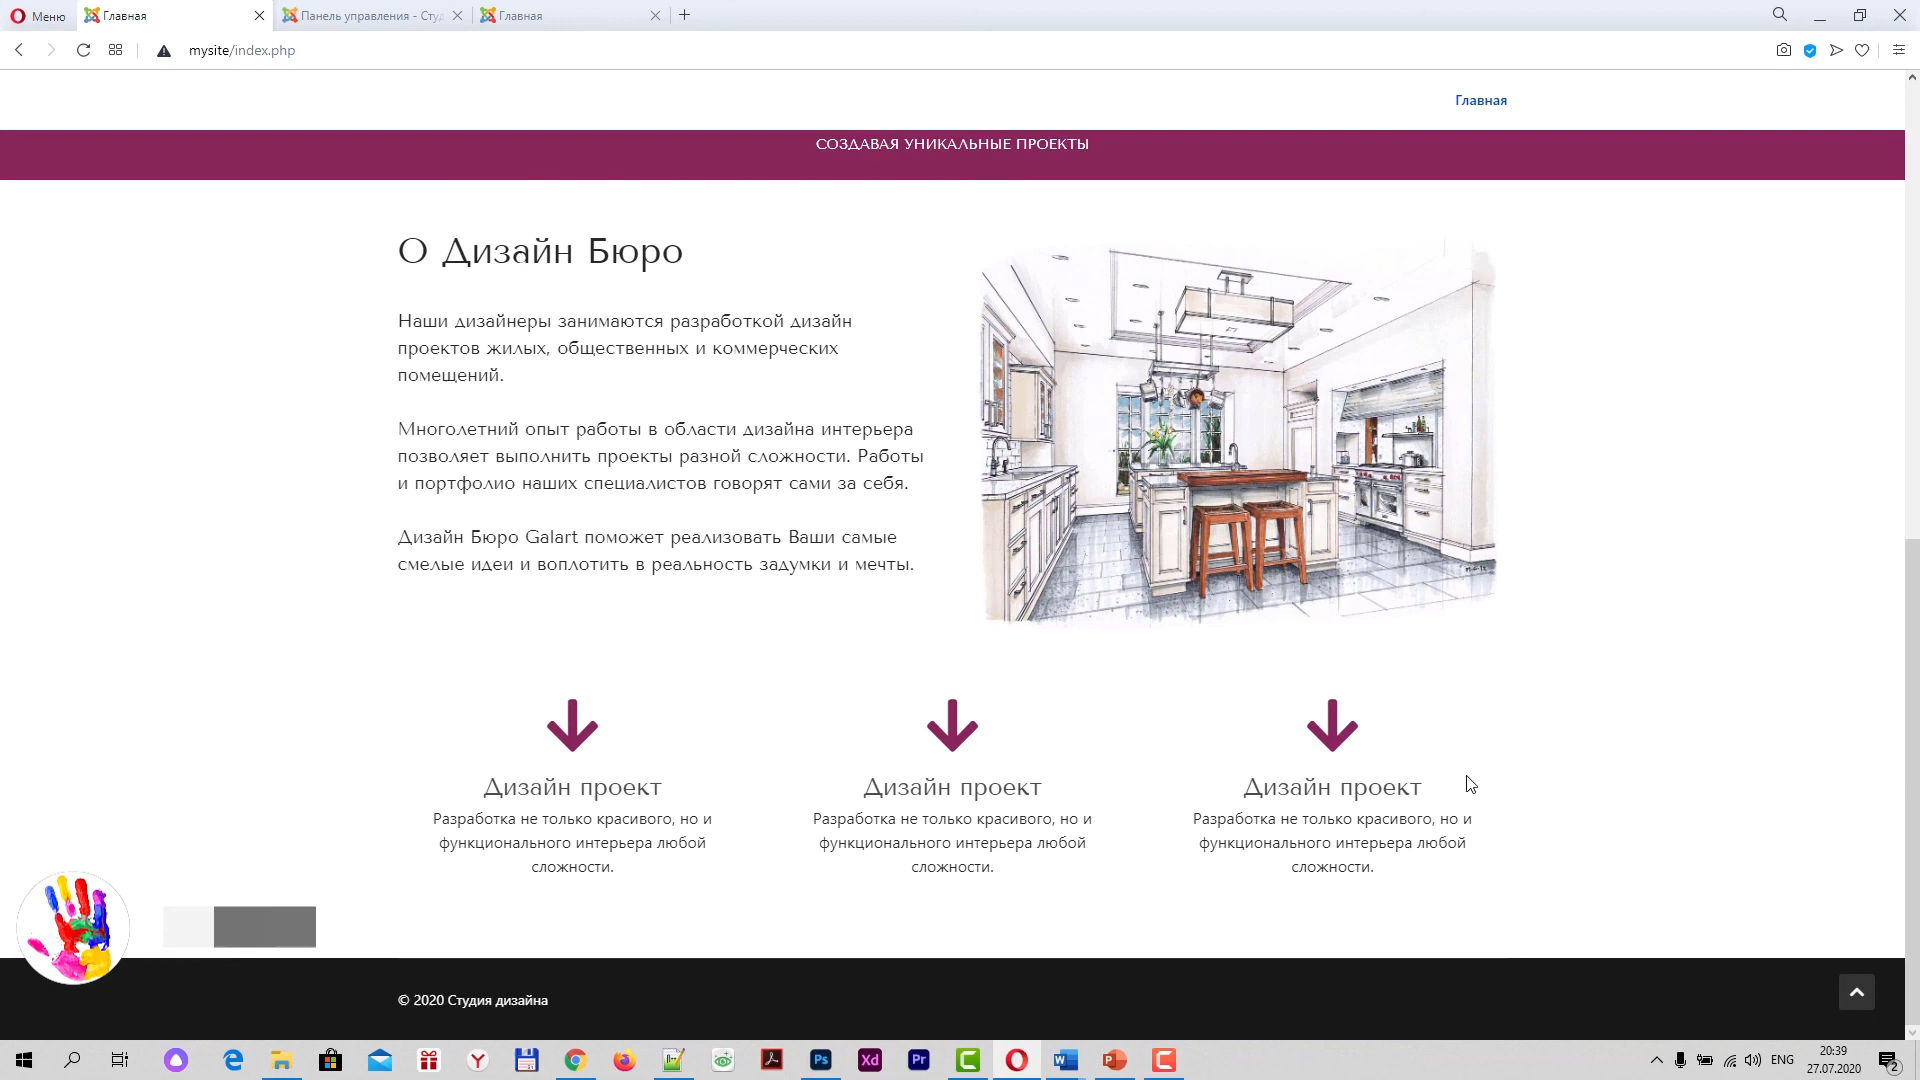 Меню
Главная
Панель управления - Сту
Главная
mysite/index.php
Главная
СОЗДАВАЯ УНИКАЛЬНЫЕ ПРОЕКТЫ
О Дизайн Бюро
Наши дизайнеры занимаются разработкой дизайн
проектов жилых, общественных и коммерческих
помещений.
Многолетний опыт работы в области дизайна интерьера
позволяет выполнить проекты разной сложности. Работы
и портфолио наших специалистов говорят сами за себя.
Дизайн Бюро Galart поможет реализовать Ваши самые
смелые идеи и воплотить в реальность задумки и мечты.
Дизайн проект
Разработка не только красивого, но и
функционального интерьера любой
сложности.
Дизайн проект
Разработка не только красивого, но и
функционального интерьера любой
сложности.
Дизайн проект
Разработка не только красивого, но и
функционального интерьера любой
сложности.
© 2020 Студия дизайна
Ps
Xd
Pr
ENG
20:39
27.07.2020
2